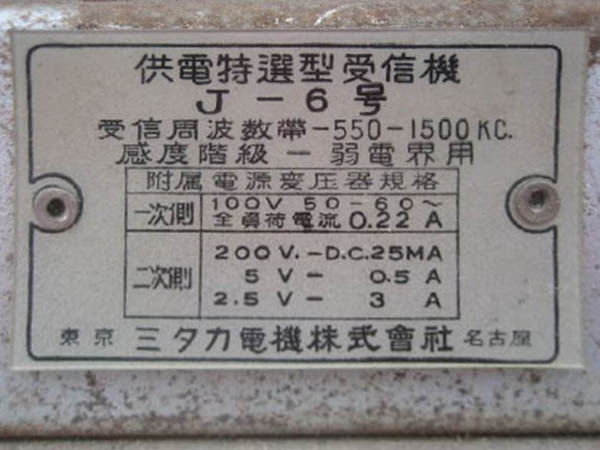 供電特選型受信機
J-6号
受信周波数帶-550-1500KC.
感度階級-弱電界用
附属電源変圧器規格
一次側 100V 50-60～
全負荷電流 0.22 A
二次側 200V.-D.C.25MA
5V- 0.5A
2.5V- 3 A
東京 ミタカ電機株式會社 名古屋